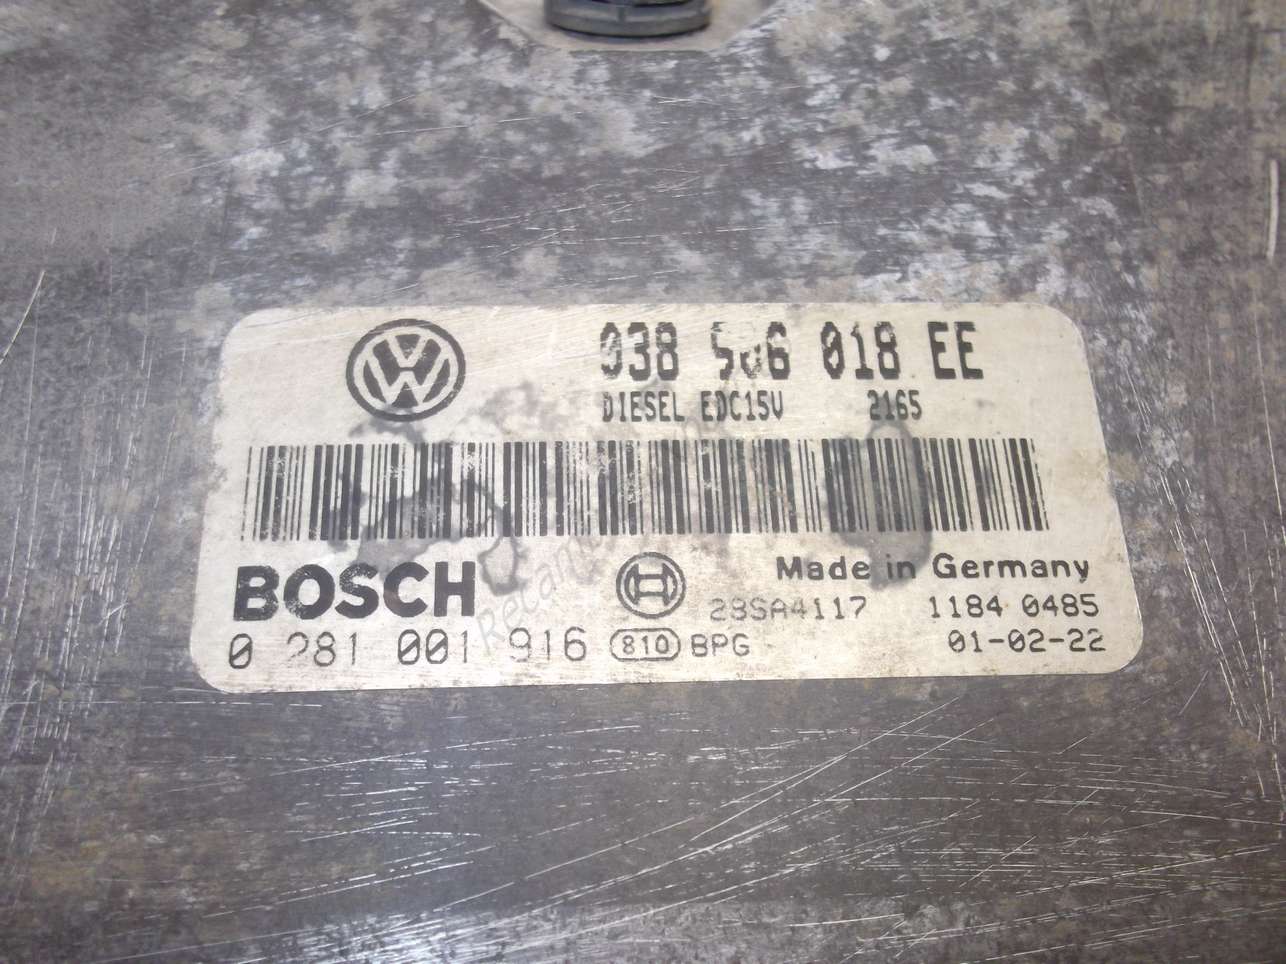 038 906 018 EE
DIESEL EDC15V 2165
BOSCH
Made in Germany
28SA4117 1184 0485
0 281 001 916 810 BPG 01-02-22